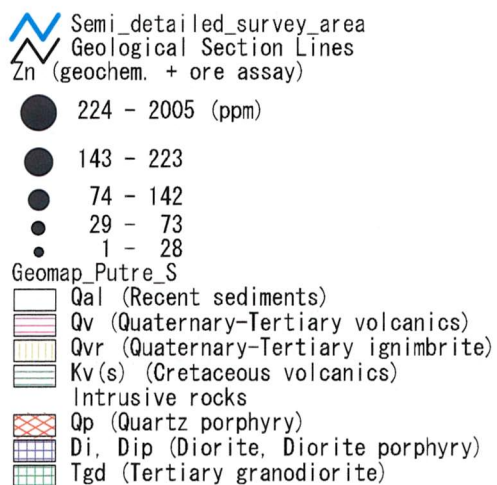 Semi_detailed_survey_area
Geological Section Lines
Zn (geochem. + ore assay)
224 - 2005 (ppm)
143 - 223
74 - 142
29 - 73
1 - 28
Geomap_Putre_S
Qal (Recent sediments)
Qv (Quaternary-Tertiary volcanics)
Qvr (Quaternary-Tertiary ignimbrite)
Kv(s) (Cretaceous volcanics)
Intrusive rocks
Qp (Quartz porphyry)
Di, Dip (Diorite, Diorite porphyry)
Tgd (Tertiary granodiorite)